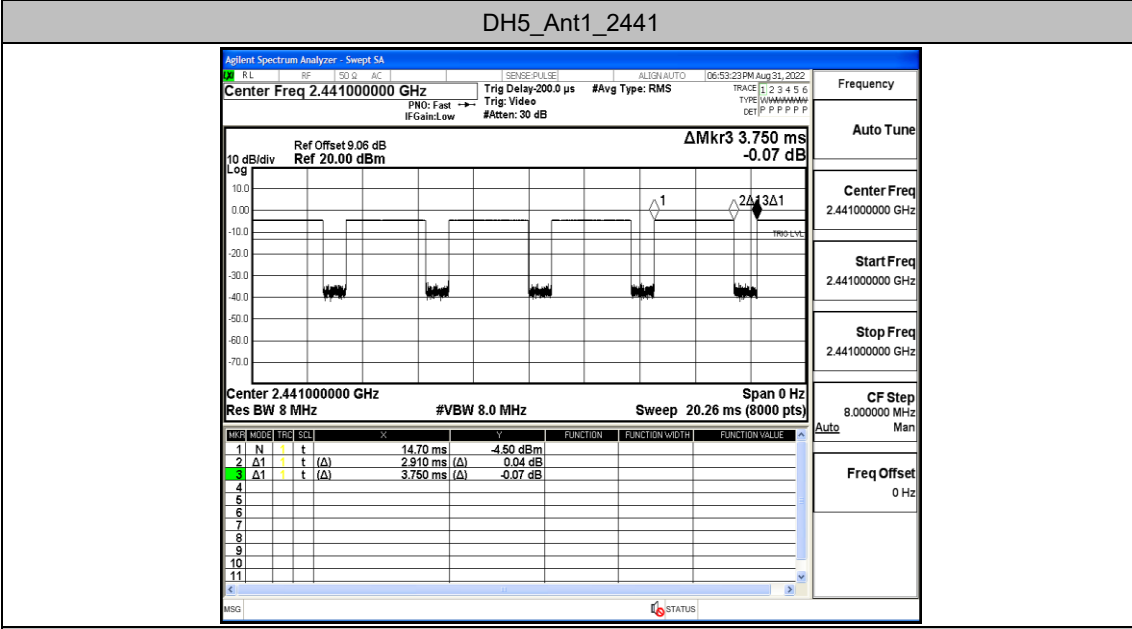 DH5_Ant1_2441
Agilent Spectrum Analyzer - Swept SA
RL RF 50 Ω AC SENSE:PULSE ALIGN AUTO 06:53:23 PM Aug 31, 2022
Center Freq 2.441000000 GHz
PNO: Fast
IFGain:Low
Trig Delay-200.0 µs
Trig: Video
#Atten: 30 dB
#Avg Type: RMS
TRACE 1 2 3 4 5 6
TYPE
DET P P P P P P
Ref Offset 9.06 dB
10 dB/div Ref 20.00 dBm
Log
ΔMkr3 3.750 ms
-0.07 dB
10.0
0.00
-10.0
-20.0
-30.0
-40.0
-50.0
-60.0
-70.0
1
2Δ1
3Δ1
TRIG LVL
Center 2.441000000 GHz Span 0 Hz
Res BW 8 MHz #VBW 8.0 MHz Sweep 20.26 ms (8000 pts)
MKR MODE TRC SCL X Y FUNCTION FUNCTION WIDTH FUNCTION VALUE
1 N 1 t 14.70 ms -4.50 dBm
2 Δ1 1 t (Δ) 2.910 ms (Δ) 0.04 dB
3 Δ1 1 t (Δ) 3.750 ms (Δ) -0.07 dB
4
5
6
7
8
9
10
11
MSG STATUS
Frequency
Auto Tune
Center Freq
2.441000000 GHz
Start Freq
2.441000000 GHz
Stop Freq
2.441000000 GHz
CF Step
8.000000 MHz
Auto Man
Freq Offset
0 Hz